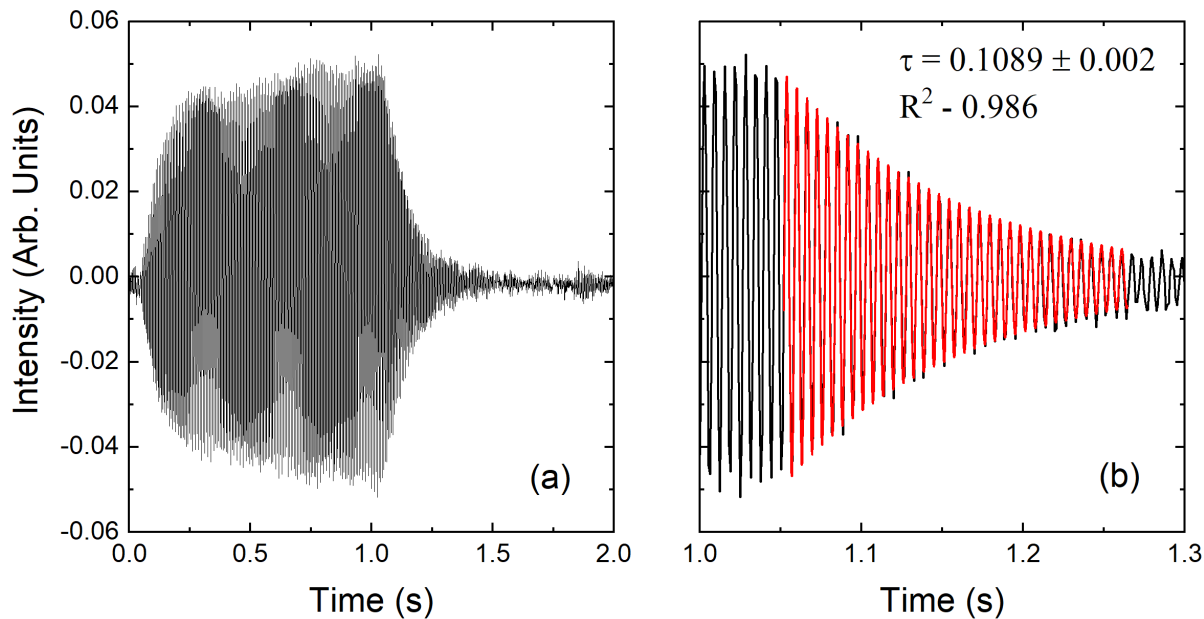 Intensity (Arb. Units)
0.06
0.04
0.02
0.00
-0.02
-0.04
-0.06
0.0
0.5
1.0
1.5
2.0
Time (s)
(a)
τ = 0.1089 ± 0.002
R² - 0.986
(b)
1.0
1.1
1.2
1.3
Time (s)